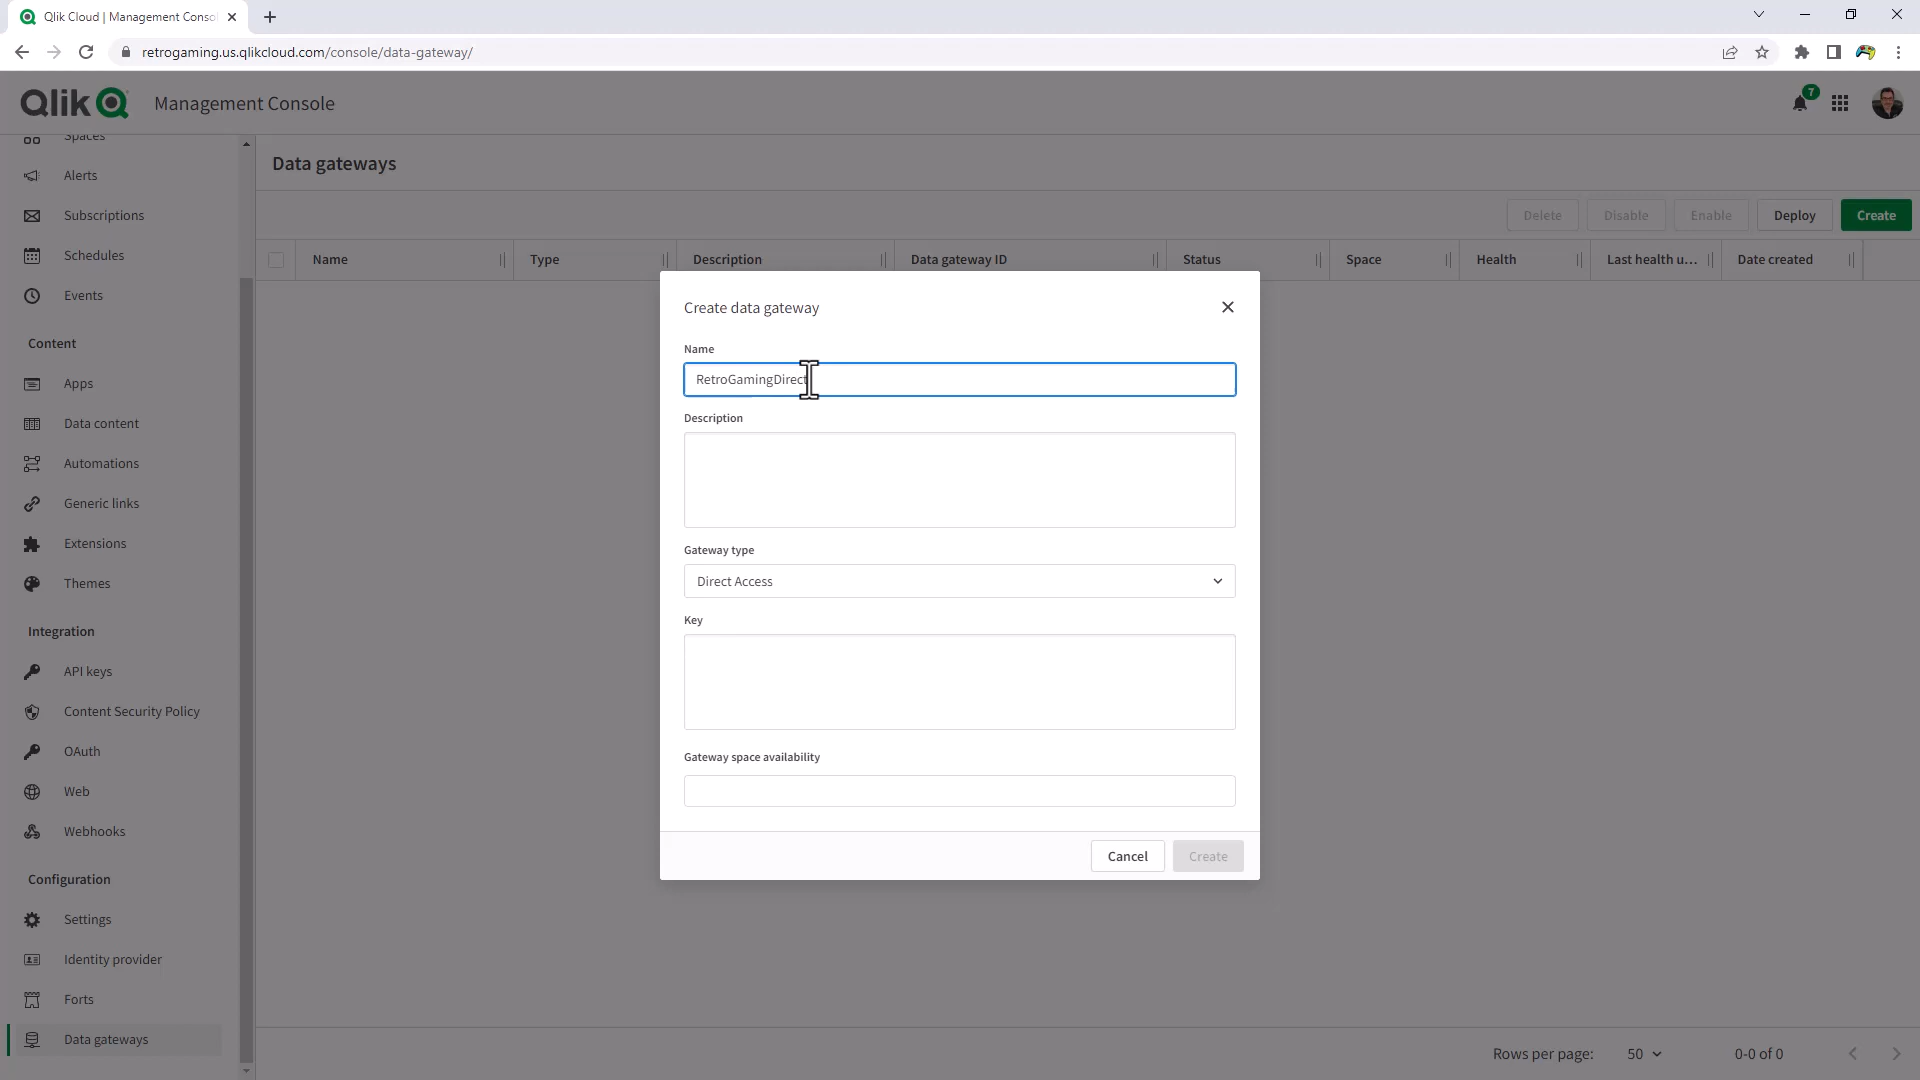 Qlik Cloud | Management Conso
retrogaming.us.qlikcloud.com/console/data-gateway/
Qlik Management Console
7
Spaces
Alerts
Subscriptions
Schedules
Events
Content
Apps
Data content
Automations
Generic links
Extensions
Themes
Integration
API keys
Content Security Policy
OAuth
Web
Webhooks
Configuration
Settings
Identity provider
Forts
Data gateways
Data gateways
Delete Disable Enable Deploy Create
Name Type Description Data gateway ID Status Space Health Last health u... Date created
Create data gateway
Name
RetroGamingDirect
Description
Gateway type
Direct Access
Key
Gateway space availability
Cancel Create
Rows per page: 50 0-0 of 0